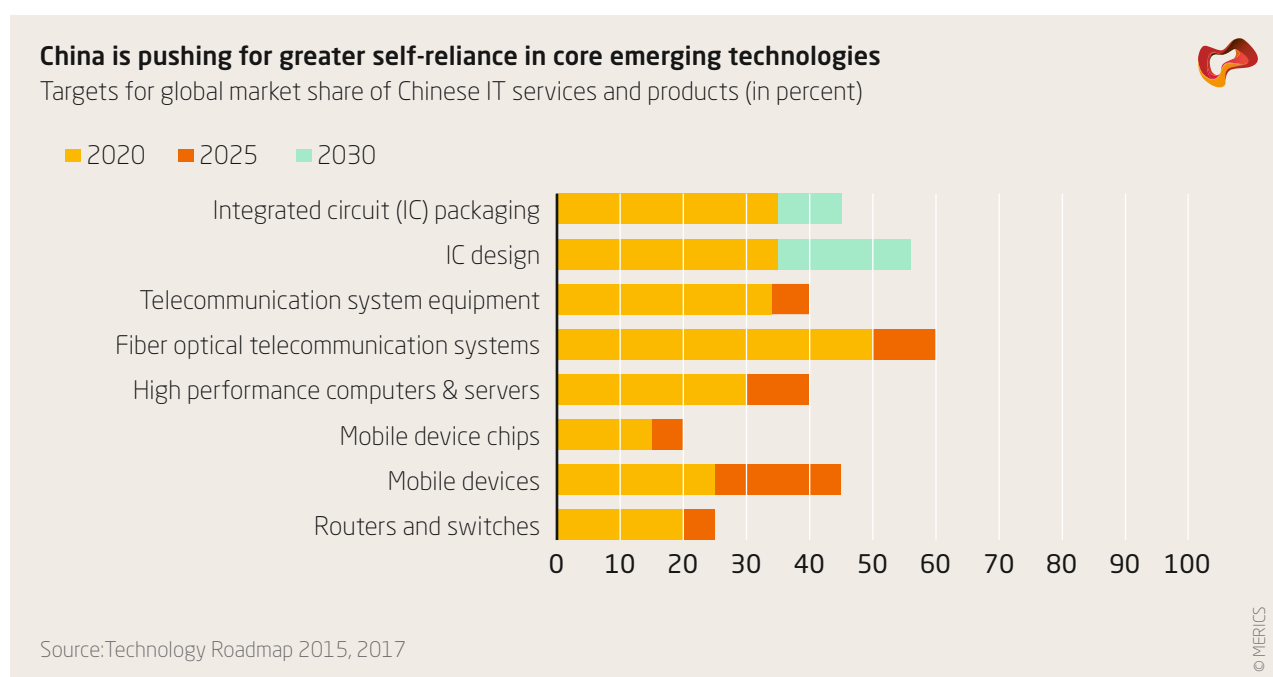 China is pushing for greater self-reliance in core emerging technologies
Targets for global market share of Chinese IT services and products (in percent)
2020 2025 2030
Integrated circuit (IC) packaging
IC design
Telecommunication system equipment
Fiber optical telecommunication systems
High performance computers & servers
Mobile device chips
Mobile devices
Routers and switches
0 10 20 30 40 50 60 70 80 90 100
Source:Technology Roadmap 2015, 2017
© MERICS